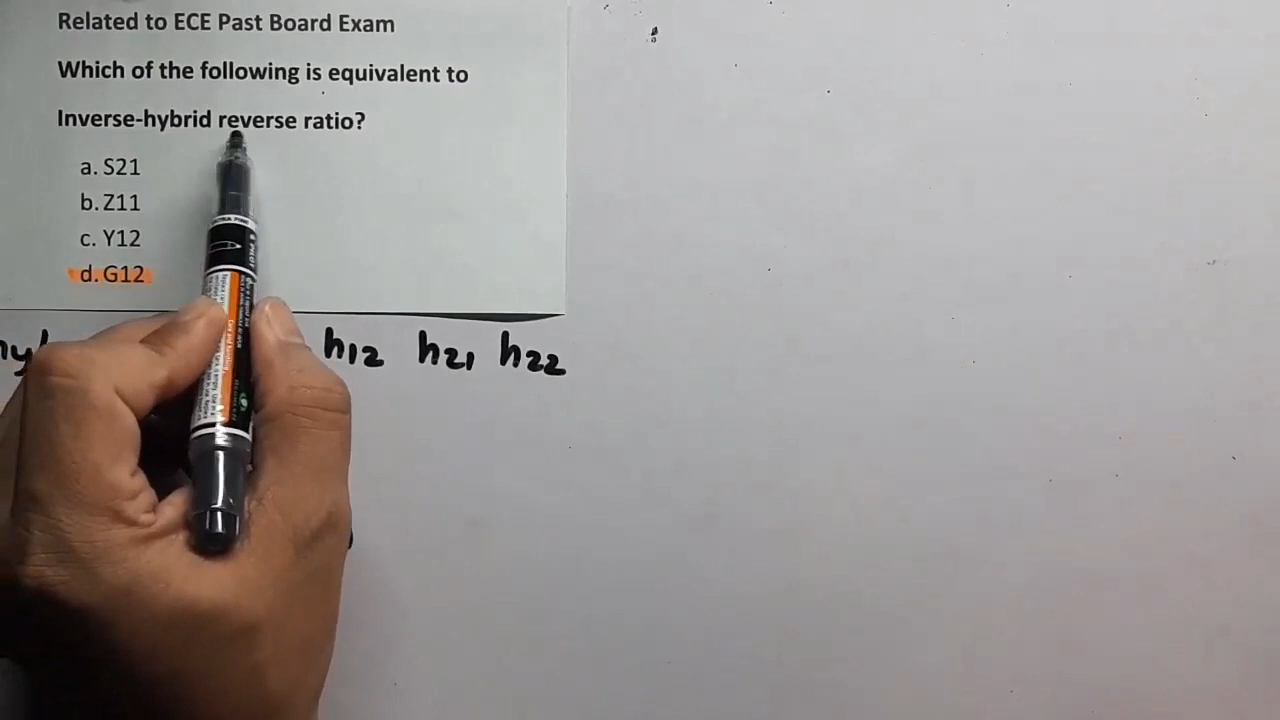 Related to ECE Past Board Exam
Which of the following is equivalent to
Inverse-hybrid reverse ratio?
a. S21
b. Z11
c. Y12
d. G12
h12 h21 h22